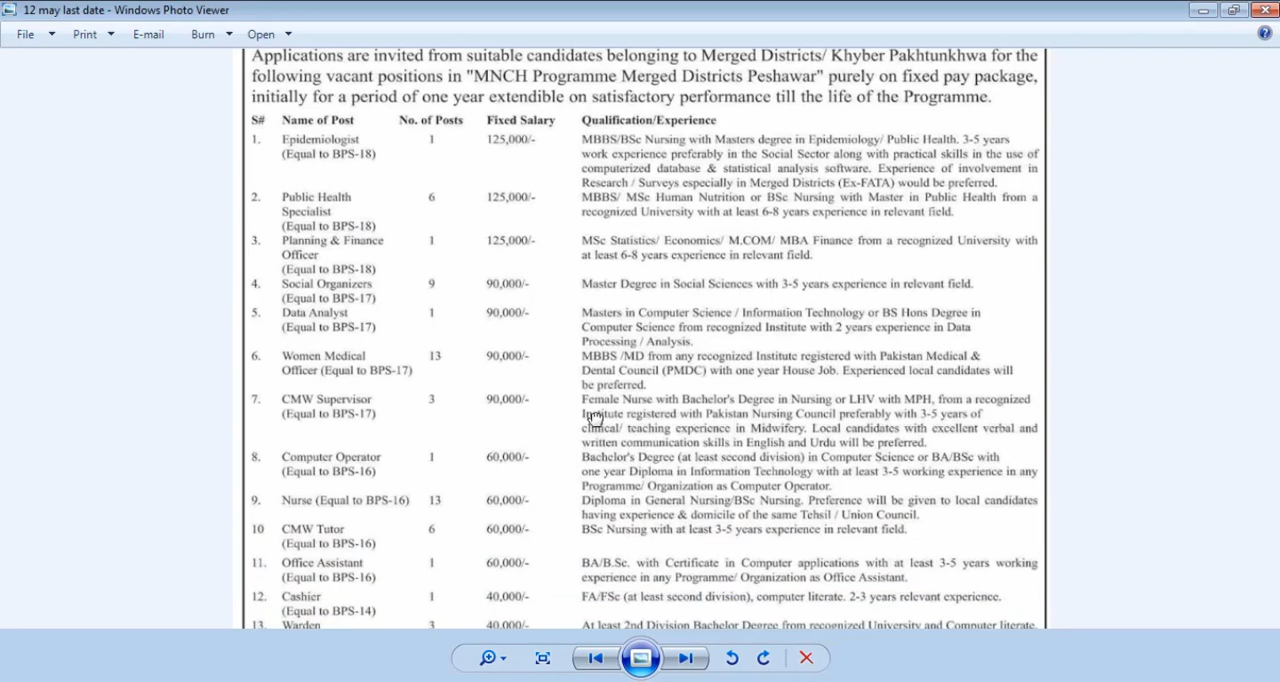 12 may last date - Windows Photo Viewer
File Print E-mail Burn Open
Applications are invited from suitable candidates belonging to Merged Districts/ Khyber Pakhtunkhwa for the
following vacant positions in "MNCH Programme Merged Districts Peshawar" purely on fixed pay package,
initially for a period of one year extendible on satisfactory performance till the life of the Programme.
S# Name of Post No. of Posts Fixed Salary Qualification/Experience
1. Epidemiologist 1 125,000/- MBBS/BSc Nursing with Masters degree in Epidemiology/ Public Health. 3-5 years
(Equal to BPS-18) work experience preferably in the Social Sector along with practical skills in the use of
computerized database & statistical analysis software. Experience of involvement in
Research / Surveys especially in Merged Districts (Ex-FATA) would be preferred.
2. Public Health 6 125,000/- MBBS/ MSc Human Nutrition or BSc Nursing with Master in Public Health from a
Specialist recognized University with at least 6-8 years experience in relevant field.
(Equal to BPS-18)
3. Planning & Finance 1 125,000/- MSc Statistics/ Economics/ M.COM/ MBA Finance from a recognized University with
Officer at least 6-8 years experience in relevant field.
(Equal to BPS-18)
4. Social Organizers 9 90,000/- Master Degree in Social Sciences with 3-5 years experience in relevant field.
(Equal to BPS-17)
5. Data Analyst 1 90,000/- Masters in Computer Science / Information Technology or BS Hons Degree in
(Equal to BPS-17) Computer Science from recognized Institute with 2 years experience in Data
Processing / Analysis.
6. Women Medical 13 90,000/- MBBS /MD from any recognized Institute registered with Pakistan Medical &
Officer (Equal to BPS-17) Dental Council (PMDC) with one year House Job. Experienced local candidates will
be preferred.
7. CMW Supervisor 3 90,000/- Female Nurse with Bachelor's Degree in Nursing or LHV with MPH, from a recognized
(Equal to BPS-17) Institute registered with Pakistan Nursing Council preferably with 3-5 years of
clinical/ teaching experience in Midwifery. Local candidates with excellent verbal and
written communication skills in English and Urdu will be preferred.
8. Computer Operator 1 60,000/- Bachelor's Degree (at least second division) in Computer Science or BA/BSc with
(Equal to BPS-16) one year Diploma in Information Technology with at least 3-5 working experience in any
Programme/ Organization as Computer Operator.
9. Nurse (Equal to BPS-16) 13 60,000/- Diploma in General Nursing/BSc Nursing. Preference will be given to local candidates
having experience & domicile of the same Tehsil / Union Council.
10 CMW Tutor 6 60,000/- BSc Nursing with at least 3-5 years experience in relevant field.
(Equal to BPS-16)
11. Office Assistant 1 60,000/- BA/B.Sc. with Certificate in Computer applications with at least 3-5 years working
(Equal to BPS-16) experience in any Programme/ Organization as Office Assistant.
12. Cashier 1 40,000/- FA/FSc (at least second division), computer literate. 2-3 years relevant experience.
(Equal to BPS-14)
13. Warden 3 40,000/- At least 2nd Division Bachelor Degree from recognized University and Computer literate.